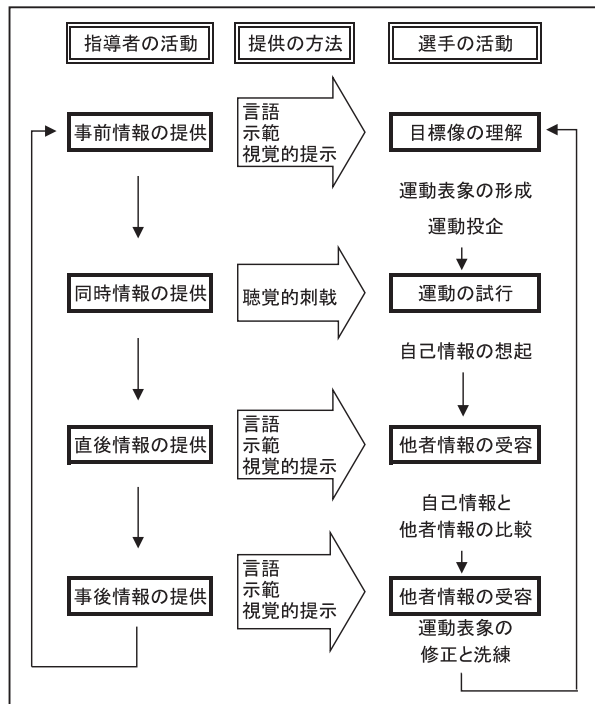 指導者の活動
提供の方法
選手の活動
事前情報の提供
言語
示範
視覚的提示
目標像の理解
運動表象の形成
運動投企
同時情報の提供
聴覚的刺戟
運動の試行
自己情報の想起
直後情報の提供
言語
示範
視覚的提示
他者情報の受容
自己情報と
他者情報の比較
事後情報の提供
言語
示範
視覚的提示
他者情報の受容
運動表象の
修正と洗練